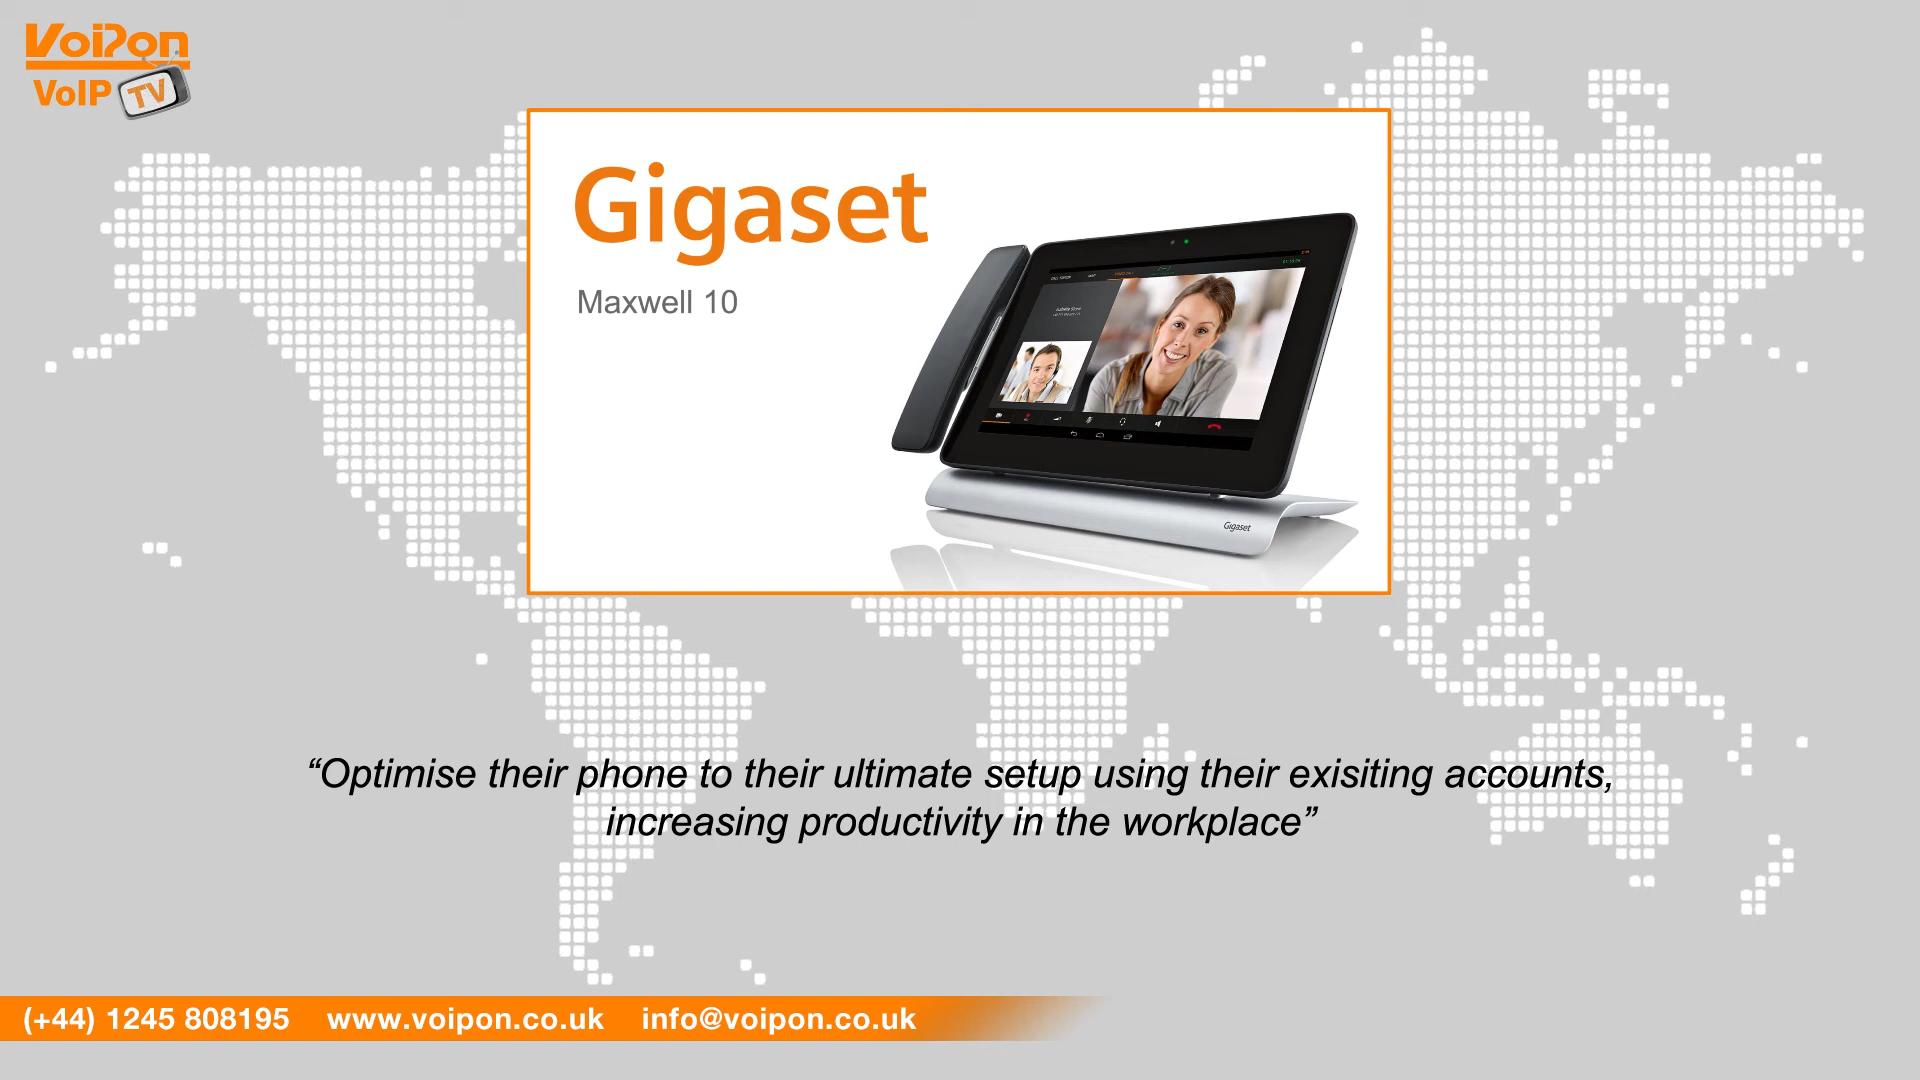 VoIPon
VoIP TV
Gigaset
Maxwell 10
Gigaset
“Optimise their phone to their ultimate setup using their exisiting accounts,
increasing productivity in the workplace”
(+44) 1245 808195 www.voipon.co.uk info@voipon.co.uk